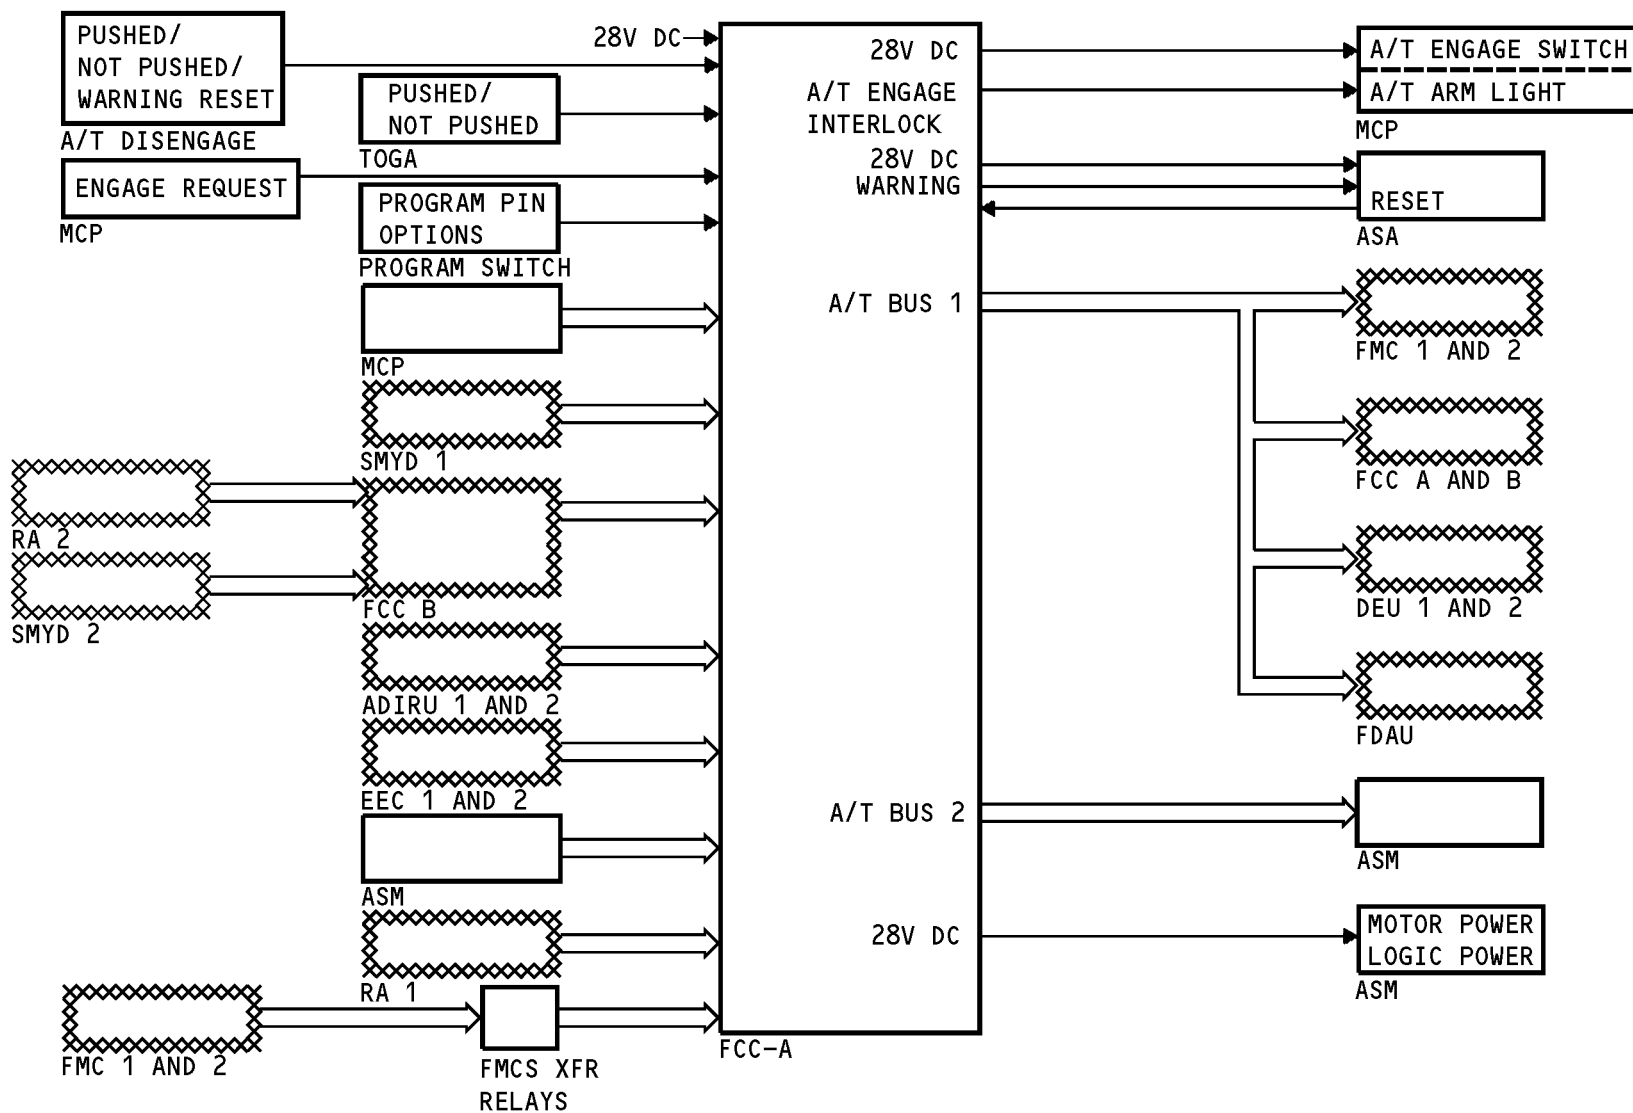 PUSHED/
NOT PUSHED/
WARNING RESET
A/T DISENGAGE
ENGAGE REQUEST
MCP
28V DC
PUSHED/
NOT PUSHED
TOGA
PROGRAM PIN
OPTIONS
PROGRAM SWITCH
MCP
SMYD 1
RA 2
SMYD 2
FCC B
ADIRU 1 AND 2
EEC 1 AND 2
ASM
RA 1
FMC 1 AND 2
FMCS XFR
RELAYS
28V DC
A/T ENGAGE
INTERLOCK
28V DC
WARNING
A/T BUS 1
A/T BUS 2
28V DC
FCC-A
A/T ENGAGE SWITCH
A/T ARM LIGHT
MCP
RESET
ASA
FMC 1 AND 2
FCC A AND B
DEU 1 AND 2
FDAU
ASM
MOTOR POWER
LOGIC POWER
ASM